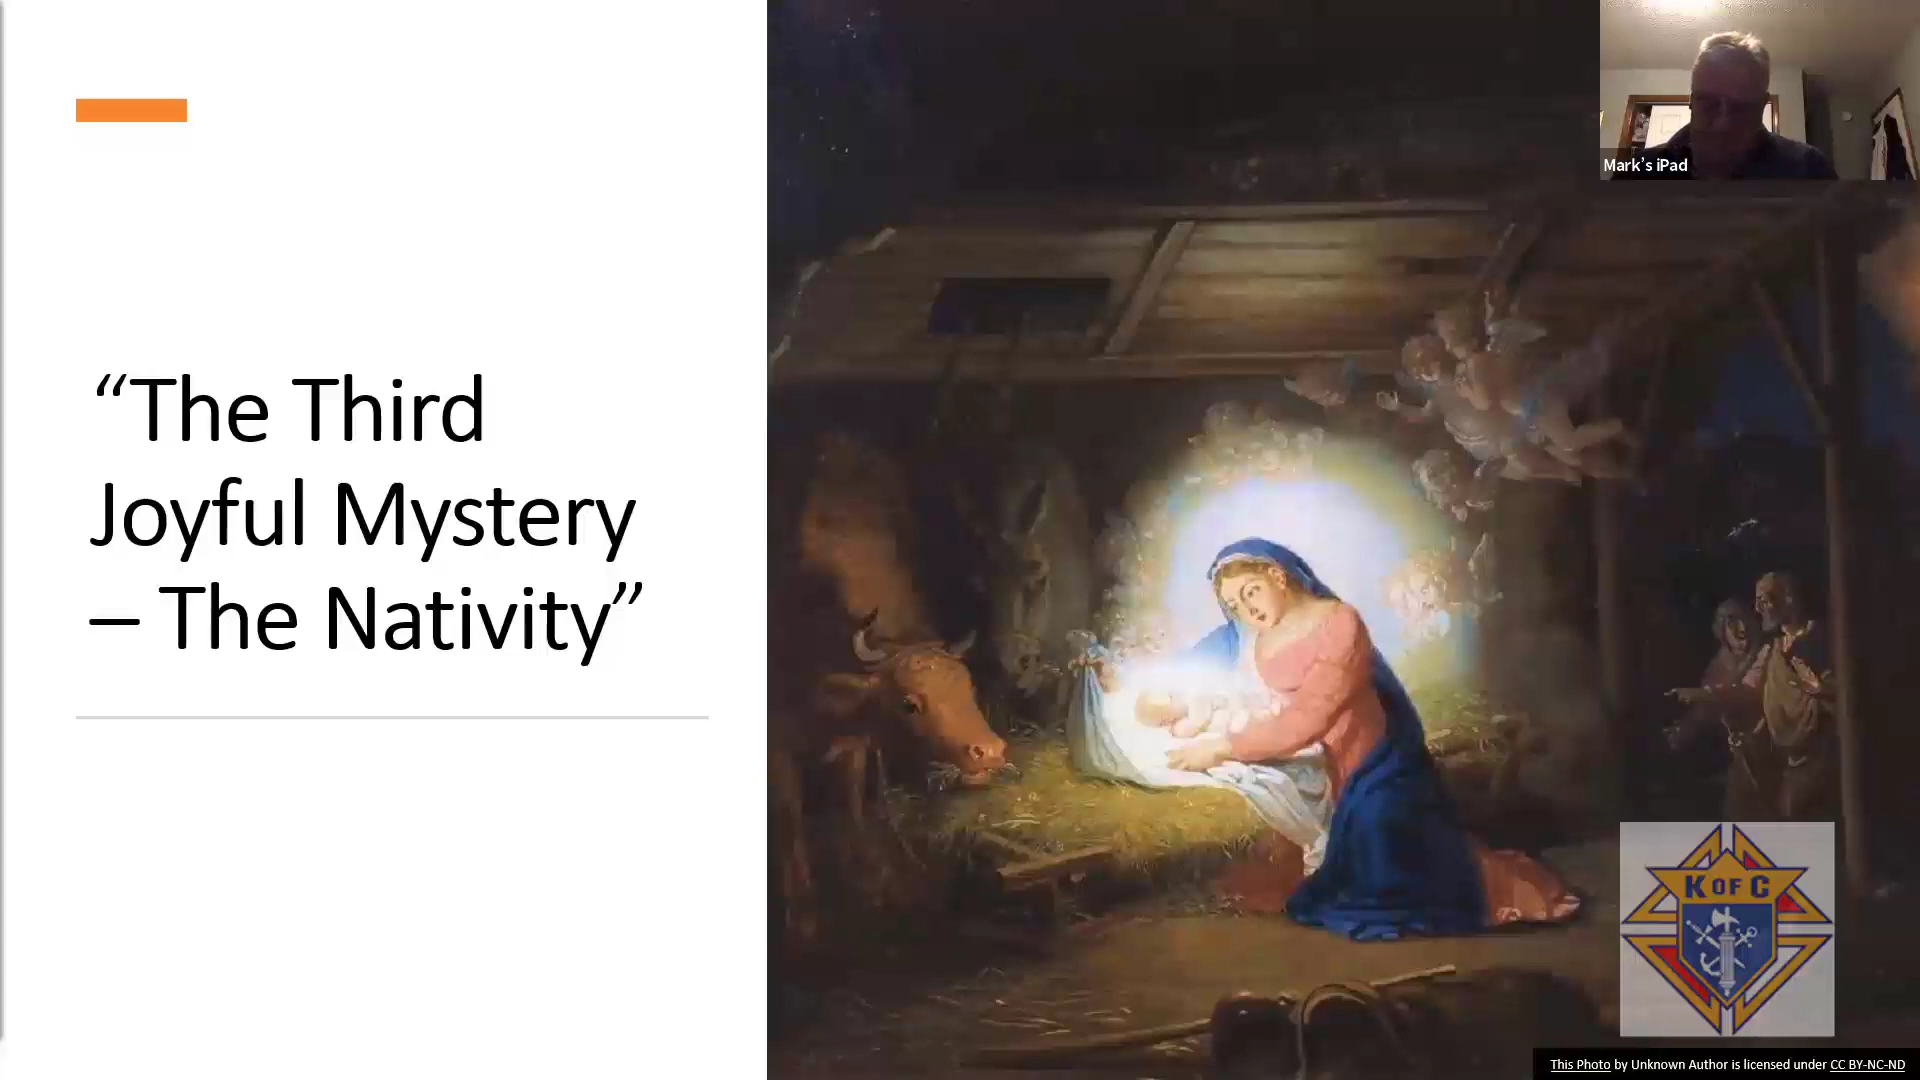 Mark's iPad
“The Third
Joyful Mystery
– The Nativity”
K OF C
This Photo by Unknown Author is licensed under CC BY-NC-ND